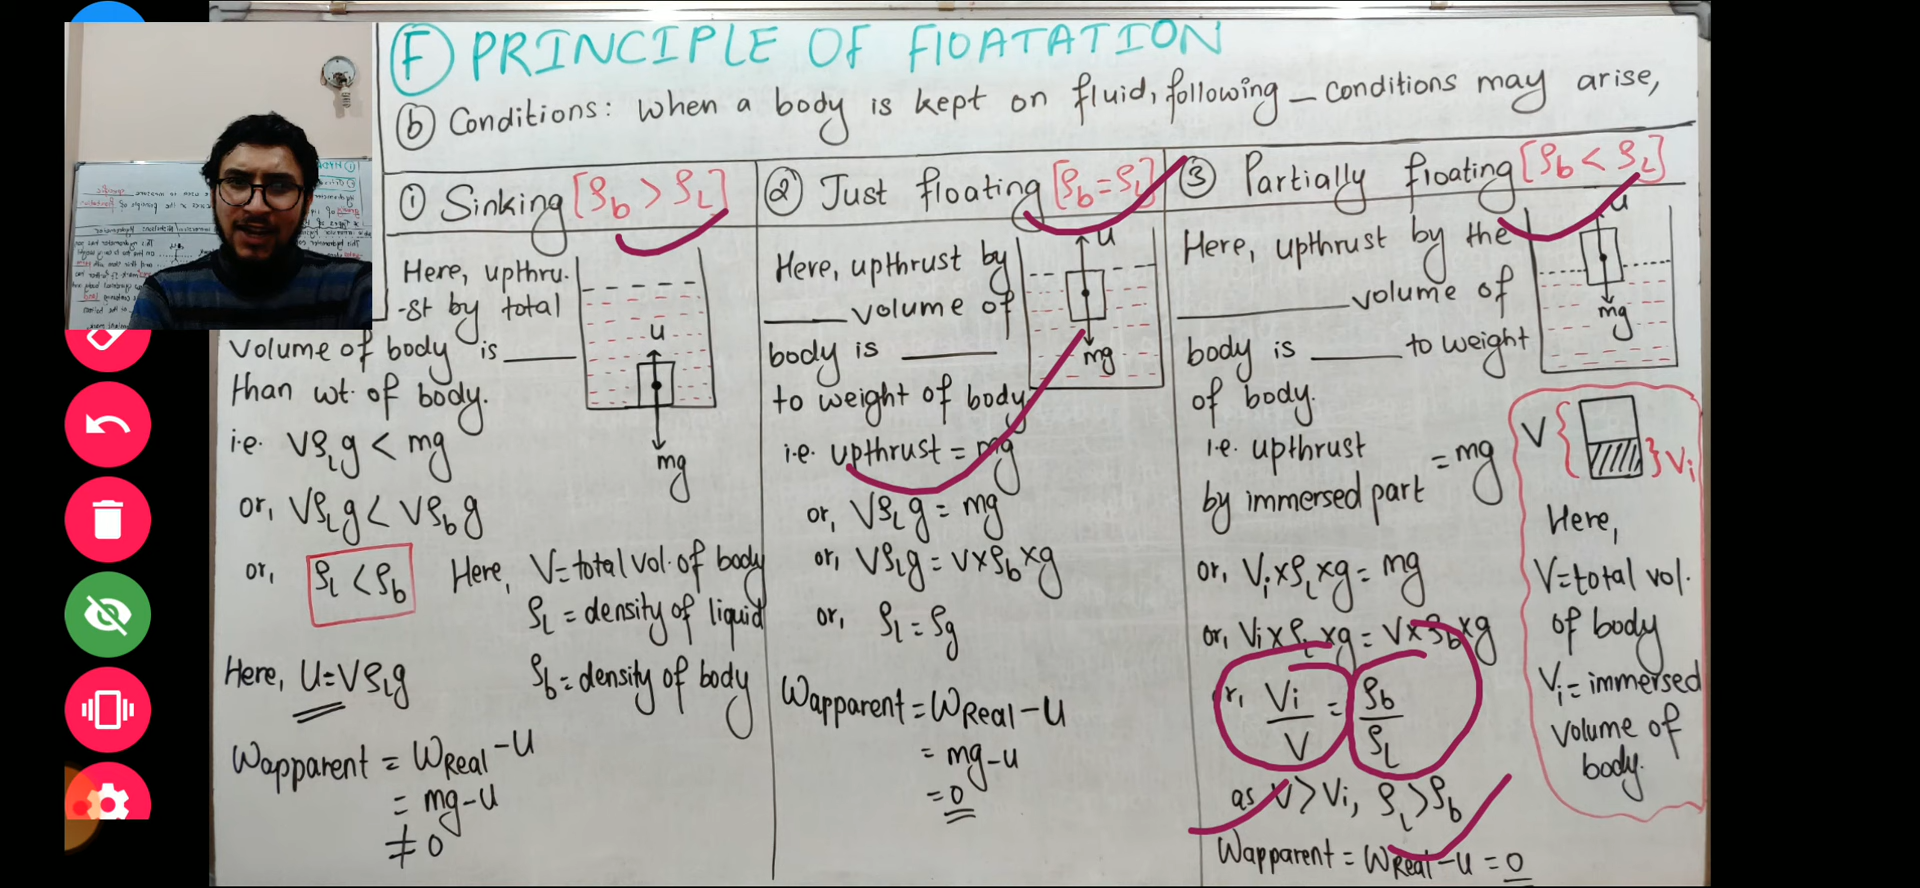 Ⓕ PRINCIPLE OF FlOATATION
ⓑ Conditions: When a body is kept on fluid, following – conditions may arise,
① Sinking [ρb > ρL]
Here, upthru.
-st by total
volume of body is ______
than wt. of body.
i.e. VρLg < mg
or, VρLg < Vρbg
or, ρL < ρb
Here, V = total vol. of body
ρL = density of liquid
ρb = density of body
Here, U = VρLg
Wapparent = WReal – U
= mg – U
≠ 0
U
mg
② Just floating [ρb = ρL]
Here, upthrust by
______ volume of
body is ______
to weight of body
i.e. upthrust = mg
or, VρLg = mg
or, VρLg = V×ρb×g
or, ρL = ρg
Wapparent = WReal – U
= mg – U
= 0
U
mg
③ Partially floating [ρb < ρL]
Here, upthrust by the
______ volume of
body is ______ to weight
of body.
i.e. upthrust
by immersed part = mg
or, Vi×ρL×g = mg
or, Vi×ρL×g = V×ρb×g
or, Vi/V = ρb/ρL
as V > Vi, ρL > ρb
Wapparent = WReal – U = 0
U
mg
V { } Vi
Here,
V = total vol.
of body
Vi = immersed
volume of
body.